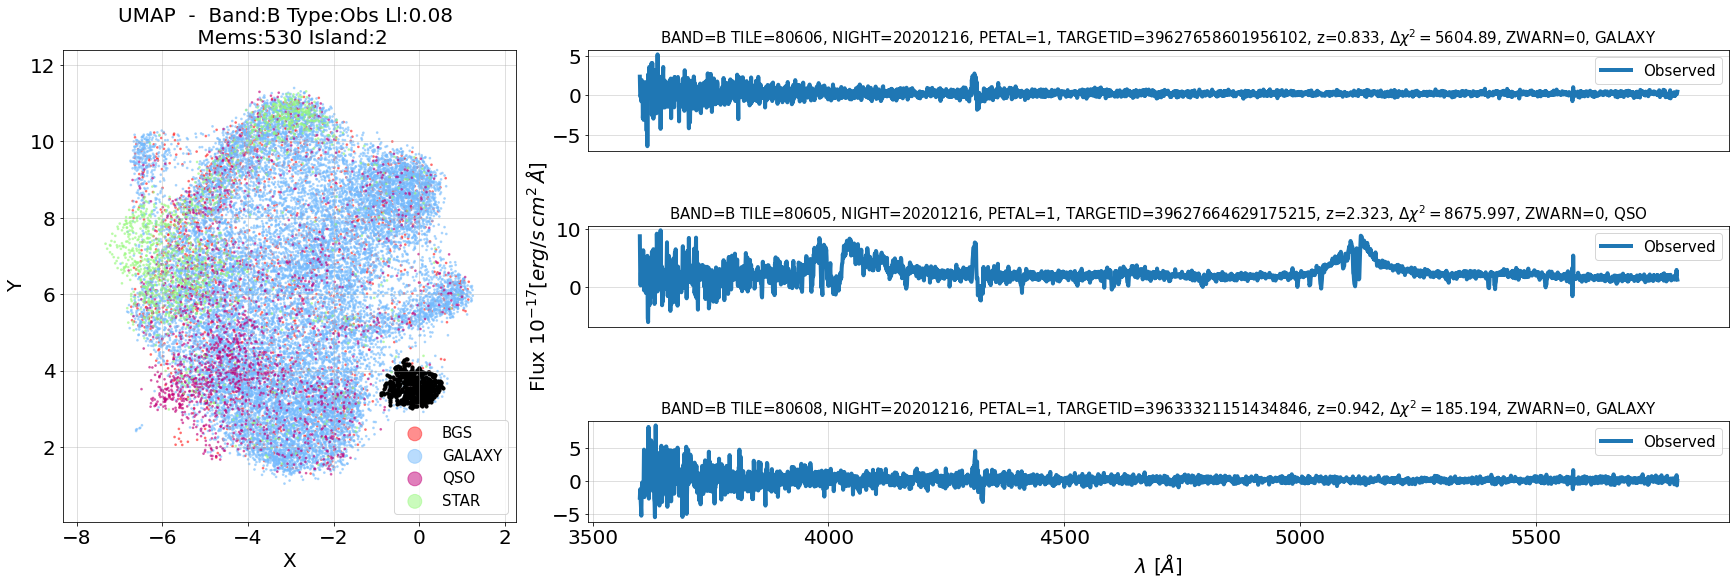 UMAP - Band:B Type:Obs Ll:0.08
Mems:530 Island:2
12
10
8
6
4
2
Y
−8
−6
−4
−2
0
2
X
BGS
GALAXY
QSO
STAR
Flux 10⁻¹⁷[erg/s cm² Å]
BAND=B TILE=80606, NIGHT=20201216, PETAL=1, TARGETID=39627658601956102, z=0.833, Δχ² = 5604.89, ZWARN=0, GALAXY
5
0
−5
Observed
BAND=B TILE=80605, NIGHT=20201216, PETAL=1, TARGETID=39627664629175215, z=2.323, Δχ² = 8675.997, ZWARN=0, QSO
10
0
Observed
BAND=B TILE=80608, NIGHT=20201216, PETAL=1, TARGETID=39633321151434846, z=0.942, Δχ² = 185.194, ZWARN=0, GALAXY
5
0
−5
Observed
3500
4000
4500
5000
5500
λ [Å]